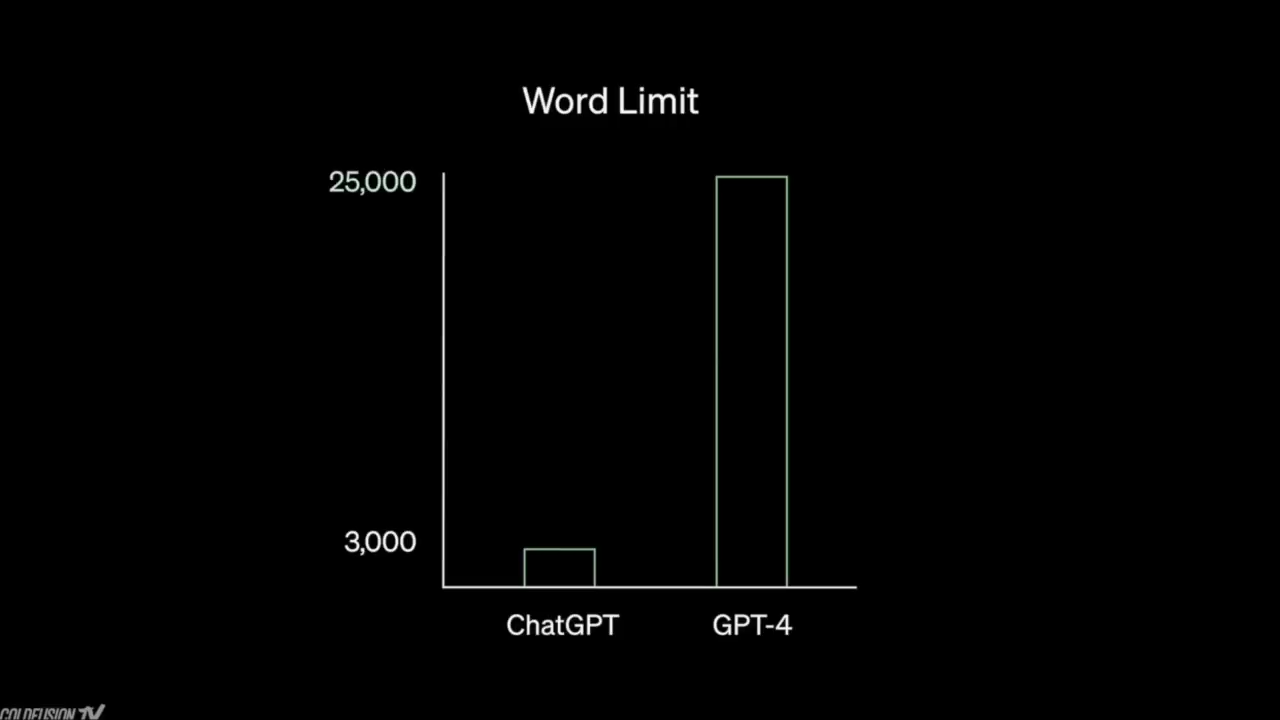 Word Limit
25,000
3,000
ChatGPT
GPT-4
COLDFUSION TV